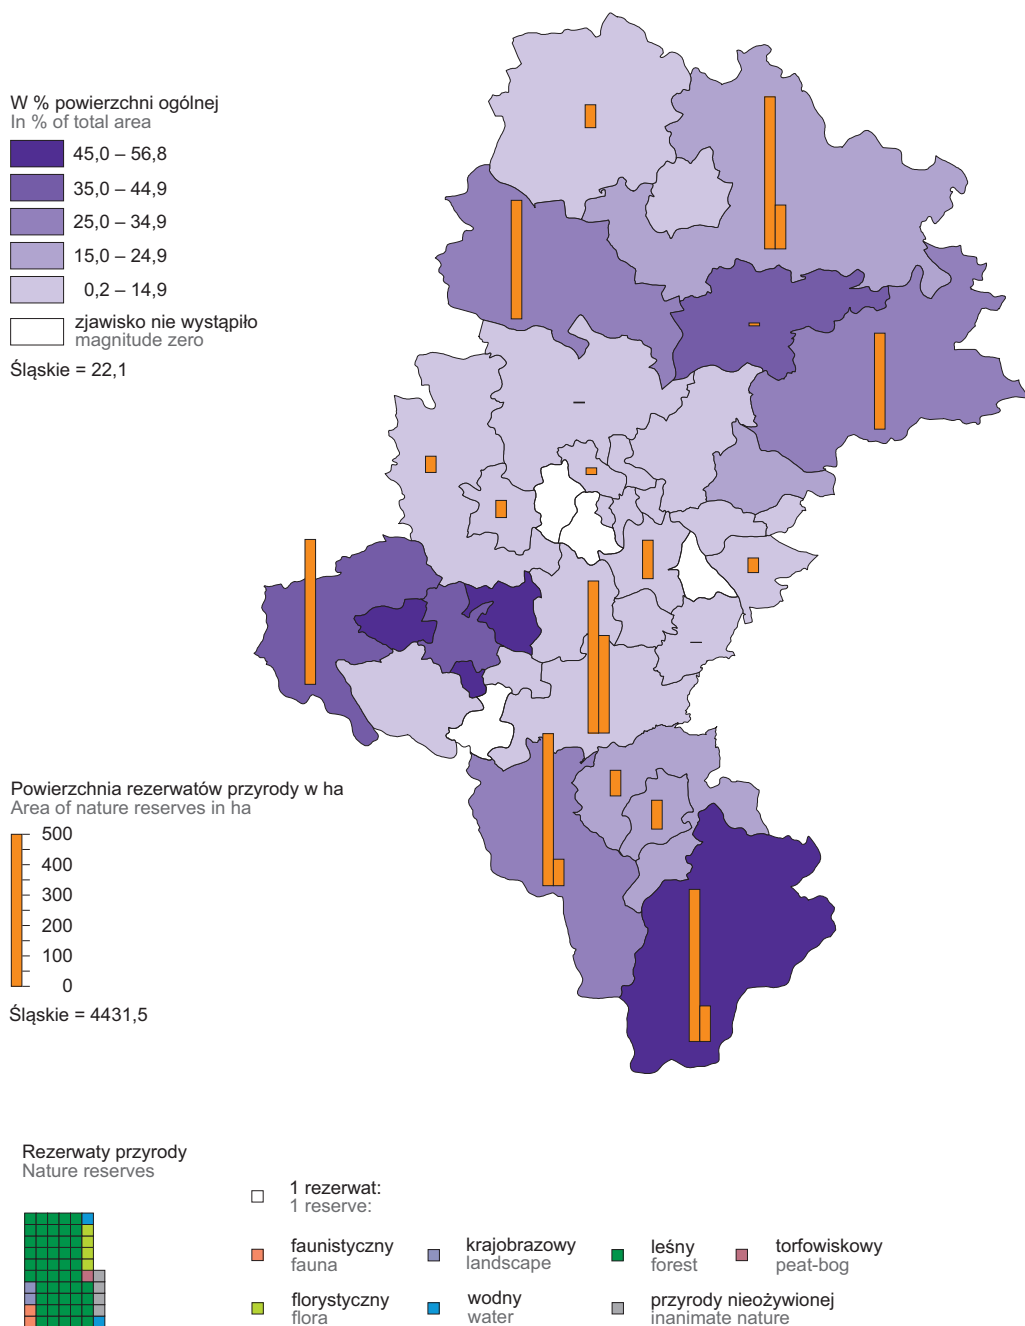 W % powierzchni ogólnej
In % of total area
45,0 – 56,8
35,0 – 44,9
25,0 – 34,9
15,0 – 24,9
0,2 – 14,9
zjawisko nie wystąpiło
magnitude zero
Śląskie = 22,1
Powierzchnia rezerwatów przyrody w ha
Area of nature reserves in ha
500
400
300
200
100
0
Śląskie = 4431,5
Rezerwaty przyrody
Nature reserves
1 rezerwat:
1 reserve:
faunistyczny
fauna
krajobrazowy
landscape
leśny
forest
torfowiskowy
peat-bog
florystyczny
flora
wodny
water
przyrody nieożywionej
inanimate nature